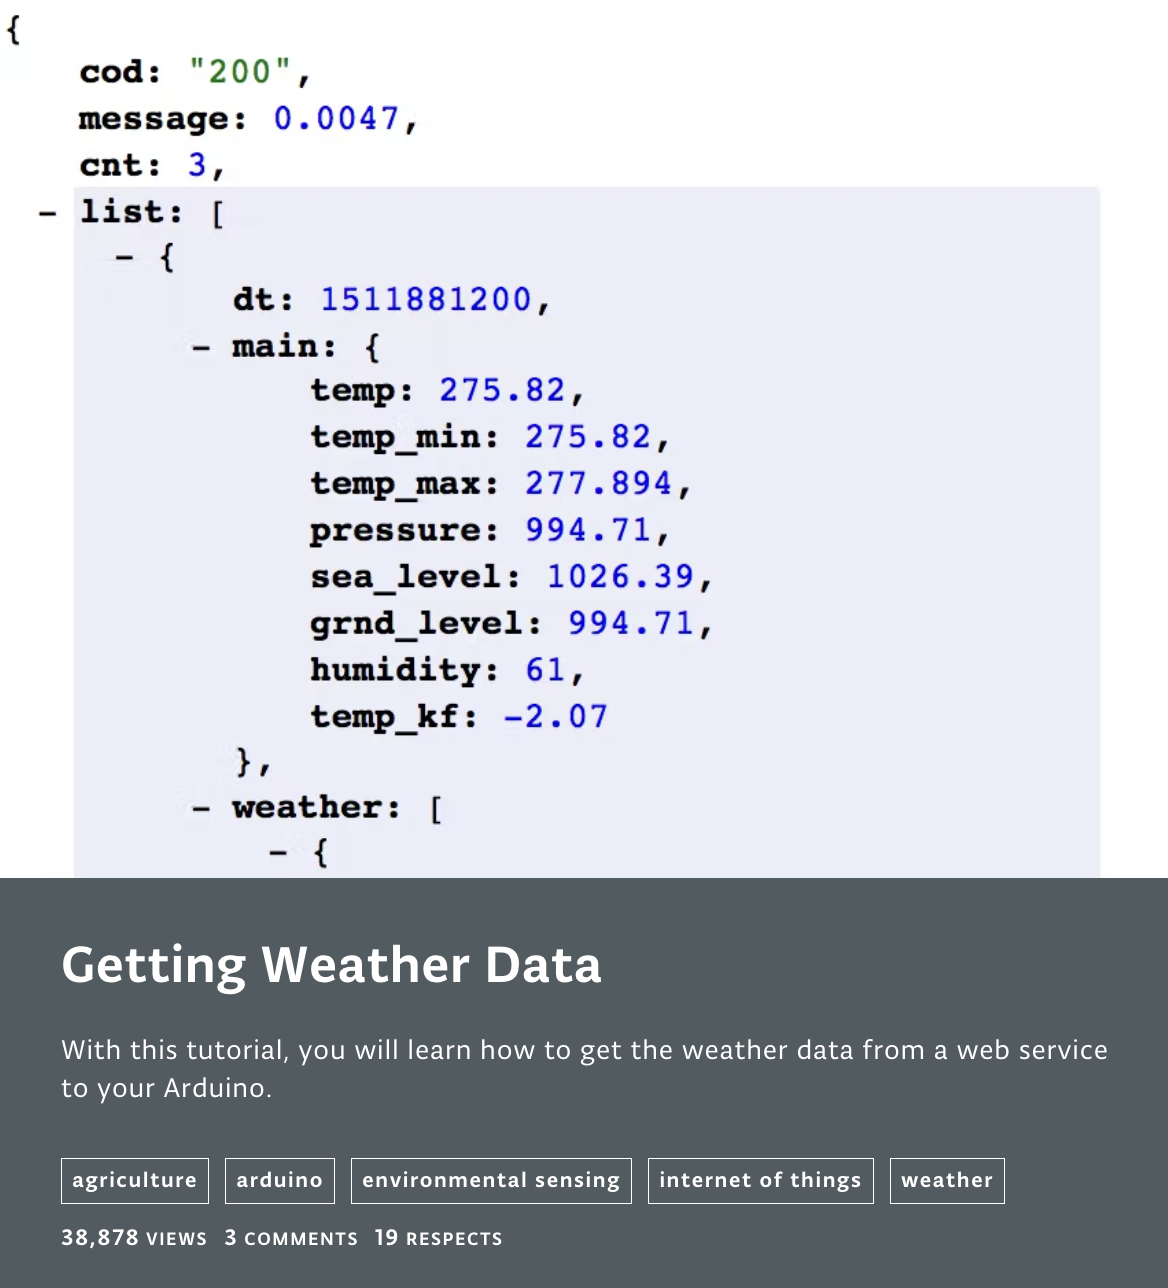 {
cod: "200",
message: 0.0047,
cnt: 3,
- list: [
- {
dt: 1511881200,
- main: {
temp: 275.82,
temp_min: 275.82,
temp_max: 277.894,
pressure: 994.71,
sea_level: 1026.39,
grnd_level: 994.71,
humidity: 61,
temp_kf: -2.07
},
- weather: [
- {
Getting Weather Data
With this tutorial, you will learn how to get the weather data from a web service
to your Arduino.
agriculture arduino environmental sensing internet of things weather
38,878 VIEWS 3 COMMENTS 19 RESPECTS